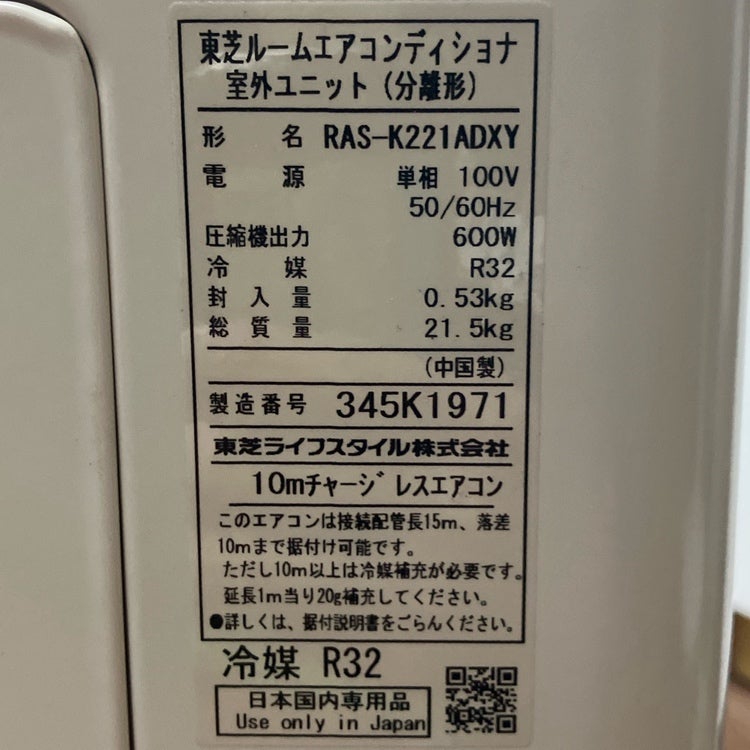 東芝ルームエアコンディショナ
室外ユニット (分離形)
形名 RAS-K221ADXY
電源 単相 100V
50/60Hz
圧縮機出力 600W
冷媒 R32
封入量 0.53kg
総質量 21.5kg
(中国製)
製造番号 345K1971
東芝ライフスタイル株式会社
10mチャージレスエアコン
このエアコンは接続配管長15m、落差
10mまで据付け可能です。
ただし10m以上は冷媒補充が必要です。
延長1m当り20g補充してください。
●詳しくは、据付説明書をごらんください。
冷媒 R32
日本国内専用品
Use only in Japan